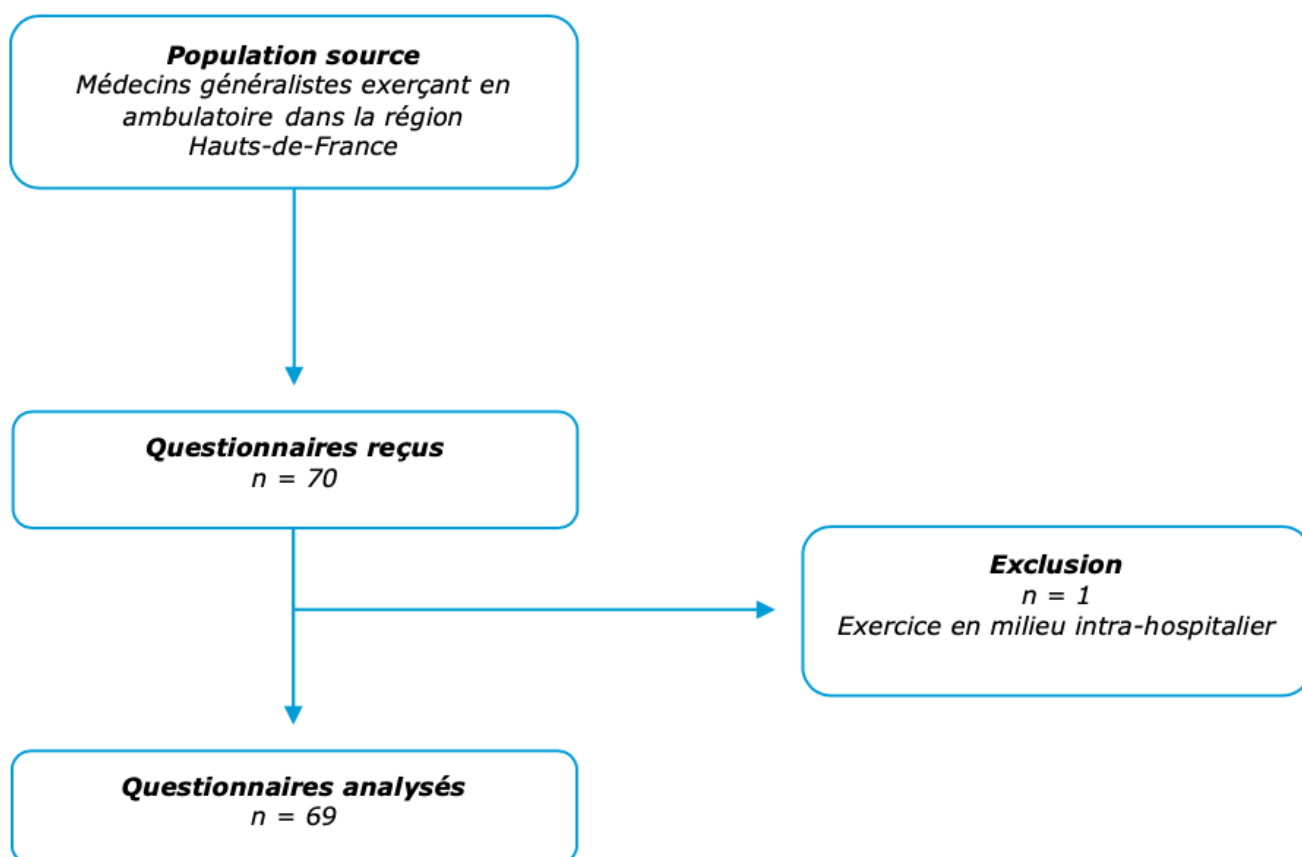 Population source
Médecins généralistes exerçant en
ambulatoire dans la région
Hauts-de-France
Questionnaires reçus
n = 70
Exclusion
n = 1
Exercice en milieu intra-hospitalier
Questionnaires analysés
n = 69